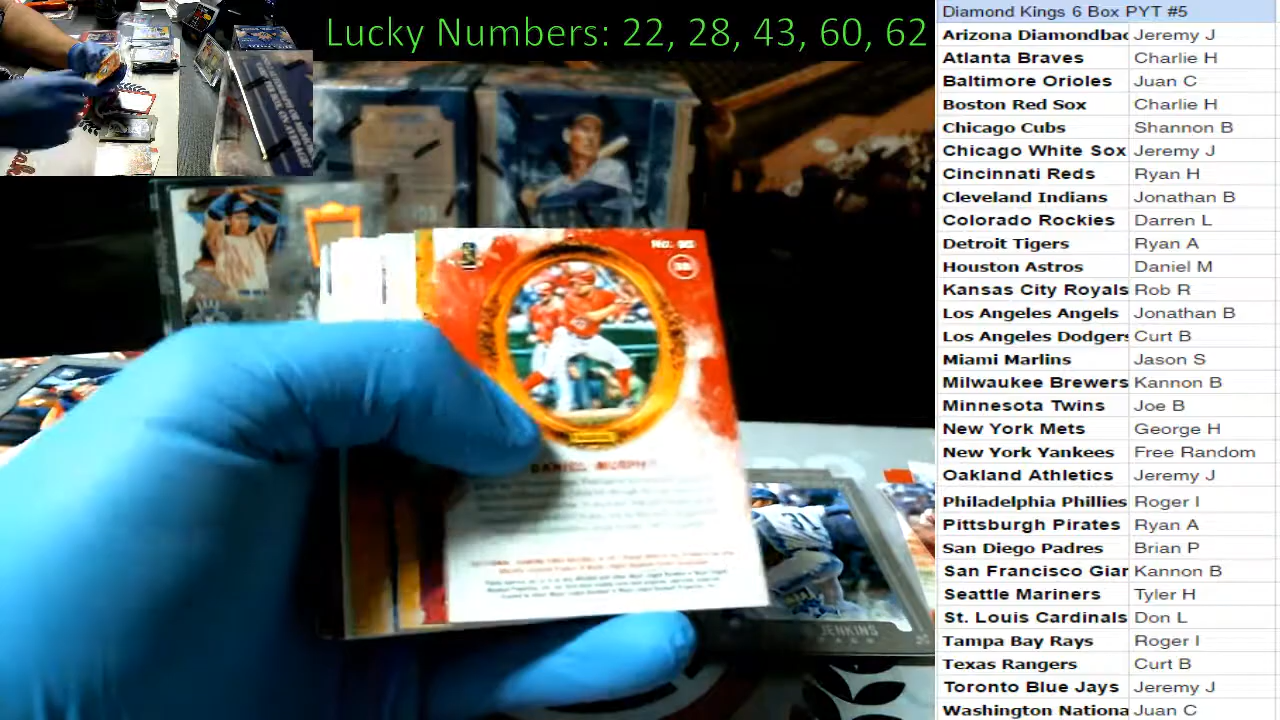 Lucky Numbers: 22, 28, 43, 60, 62
Diamond Kings 6 Box PYT #5
Arizona Diamondbac Jeremy J
Atlanta Braves Charlie H
Baltimore Orioles Juan C
Boston Red Sox Charlie H
Chicago Cubs Shannon B
Chicago White Sox Jeremy J
Cincinnati Reds Ryan H
Cleveland Indians Jonathan B
Colorado Rockies Darren L
Detroit Tigers Ryan A
Houston Astros Daniel M
Kansas City Royals Rob R
Los Angeles Angels Jonathan B
Los Angeles Dodgers Curt B
Miami Marlins Jason S
Milwaukee Brewers Kannon B
Minnesota Twins Joe B
New York Mets George H
New York Yankees Free Random
Oakland Athletics Jeremy J
Philadelphia Phillies Roger I
Pittsburgh Pirates Ryan A
San Diego Padres Brian P
San Francisco Giar Kannon B
Seattle Mariners Tyler H
St. Louis Cardinals Don L
Tampa Bay Rays Roger I
Texas Rangers Curt B
Toronto Blue Jays Jeremy J
Washington Nationa Juan C
No.
DANIEL MURPHY
31
JENKINS